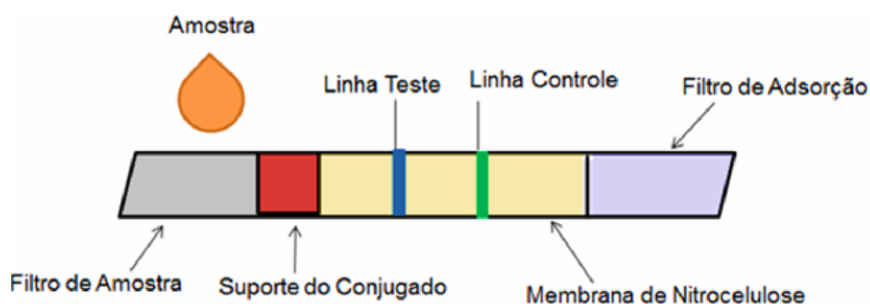 Amostra
Linha Teste
Linha Controle
Filtro de Adsorção
Filtro de Amostra
Suporte do Conjugado
Membrana de Nitrocelulose